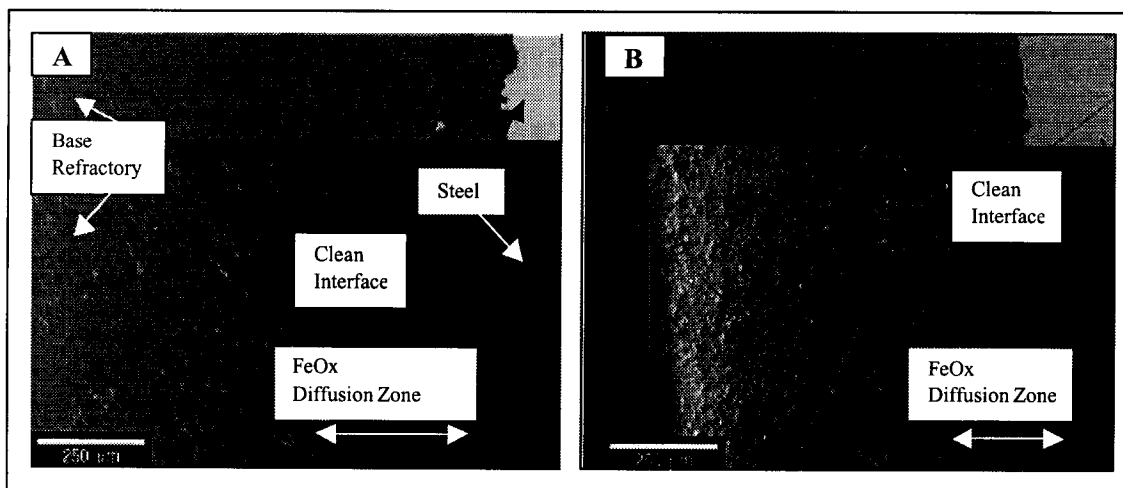 A
Base
Refractory
Steel
Clean
Interface
FeOx
Diffusion Zone
250 µm
B
Clean
Interface
FeOx
Diffusion Zone